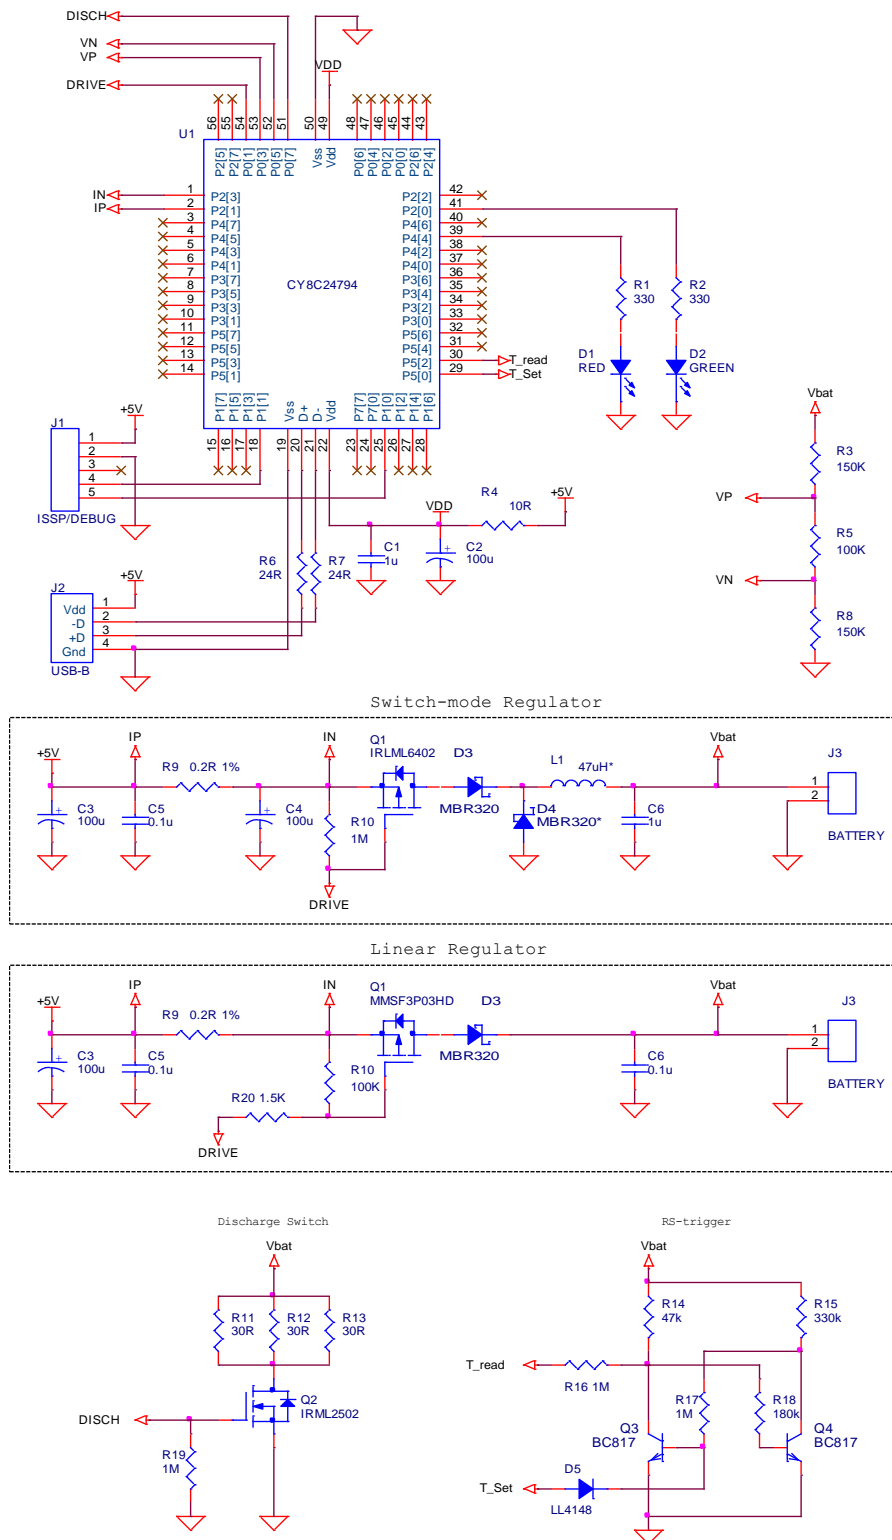 DISCH
VN
VP
DRIVE
VDD
56
55
54
53
52
51
50
49
48
47
46
45
44
43
U1
P2[5]
P2[7]
P0[1]
P0[3]
P0[5]
P0[7]
Vss
Vdd
P0[6]
P0[4]
P0[2]
P0[0]
P2[6]
P2[4]
IN 1 P2[3]
IP 2 P2[1]
3 P4[7]
4 P4[5]
5 P4[3]
6 P4[1]
7 P3[7]
8 P3[5]
9 P3[3]
10 P3[1]
11 P5[7]
12 P5[5]
13 P5[3]
14 P5[1]
CY8C24794
P2[2] 42
P2[0] 41
P4[6] 40
P4[4] 39
P4[2] 38
P4[0] 37
P3[6] 36
P3[4] 35
P3[2] 34
P3[0] 33
P5[6] 32
P5[4] 31
P5[2] 30 T_read
P5[0] 29 T_Set
P1[7]
P1[5]
P1[3]
P1[1]
Vss
D+
D-
Vdd
P7[7]
P7[0]
P1[0]
P1[2]
P1[4]
P1[6]
15
16
17
18
19
20
21
22
23
24
25
26
27
28
R1
330
R2
330
D1
RED
D2
GREEN
J1
+5V
1
2
3
4
5
ISSP/DEBUG
Vbat
R3
150K
VP
R5
100K
VN
R8
150K
VDD
R4
10R
+5V
C1
1u
C2
100u
R6
24R
R7
24R
J2
+5V
Vdd 1
-D 2
+D 3
Gnd 4
USB-B
Switch-mode Regulator
+5V
IP
R9 0.2R 1%
IN
Q1
IRLML6402
D3
MBR320
L1
47uH*
Vbat
J3
1
2
BATTERY
C3
100u
C5
0.1u
C4
100u
R10
1M
D4
MBR320*
C6
1u
DRIVE
Linear Regulator
+5V
IP
R9 0.2R 1%
IN
Q1
MMSF3P03HD
D3
MBR320
Vbat
J3
1
2
BATTERY
C3
100u
C5
0.1u
R10
100K
C6
0.1u
R20 1.5K
DRIVE
Discharge Switch
Vbat
R11
30R
R12
30R
R13
30R
Q2
IRML2502
DISCH
R19
1M
RS-trigger
Vbat
R14
47k
R15
330k
T_read
R16 1M
R17
1M
R18
180k
Q3
BC817
Q4
BC817
T_Set
D5
LL4148